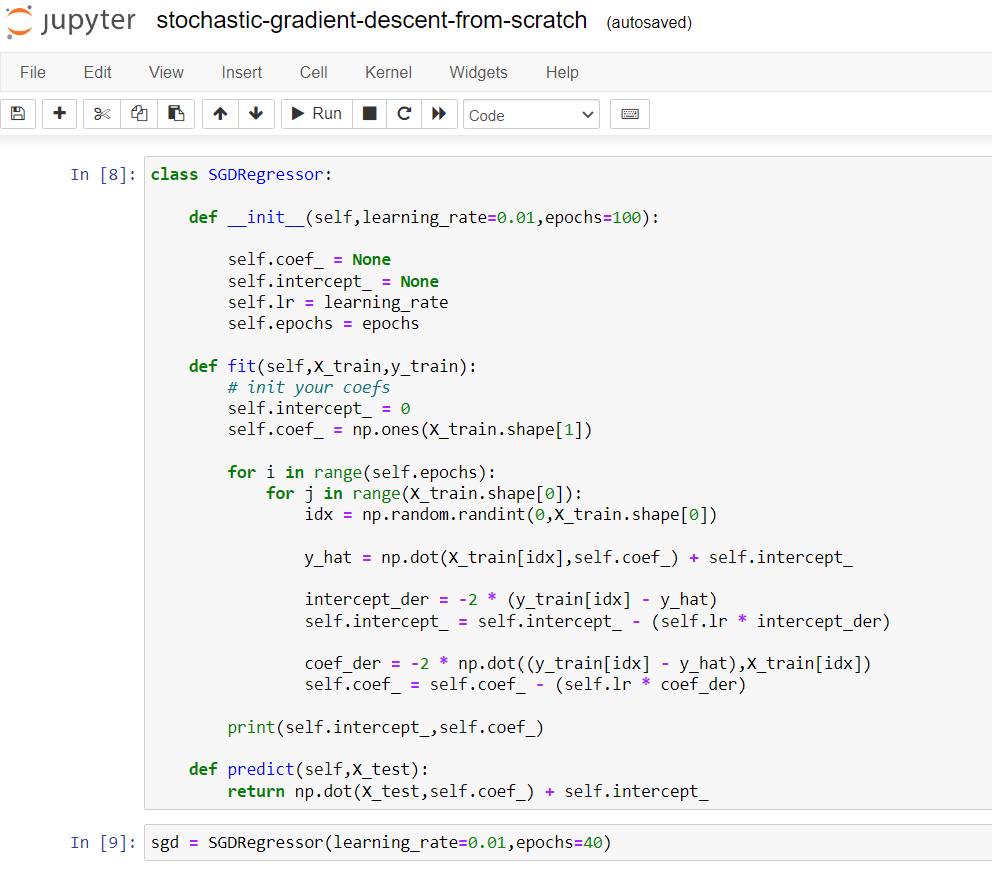 jupyter stochastic-gradient-descent-from-scratch (autosaved)
File Edit View Insert Cell Kernel Widgets Help
Run Code
In [8]: class SGDRegressor:
def __init__(self,learning_rate=0.01,epochs=100):
self.coef_ = None
self.intercept_ = None
self.lr = learning_rate
self.epochs = epochs
def fit(self,X_train,y_train):
# init your coefs
self.intercept_ = 0
self.coef_ = np.ones(X_train.shape[1])
for i in range(self.epochs):
for j in range(X_train.shape[0]):
idx = np.random.randint(0,X_train.shape[0])
y_hat = np.dot(X_train[idx],self.coef_) + self.intercept_
intercept_der = -2 * (y_train[idx] - y_hat)
self.intercept_ = self.intercept_ - (self.lr * intercept_der)
coef_der = -2 * np.dot((y_train[idx] - y_hat),X_train[idx])
self.coef_ = self.coef_ - (self.lr * coef_der)
print(self.intercept_,self.coef_)
def predict(self,X_test):
return np.dot(X_test,self.coef_) + self.intercept_
In [9]: sgd = SGDRegressor(learning_rate=0.01,epochs=40)